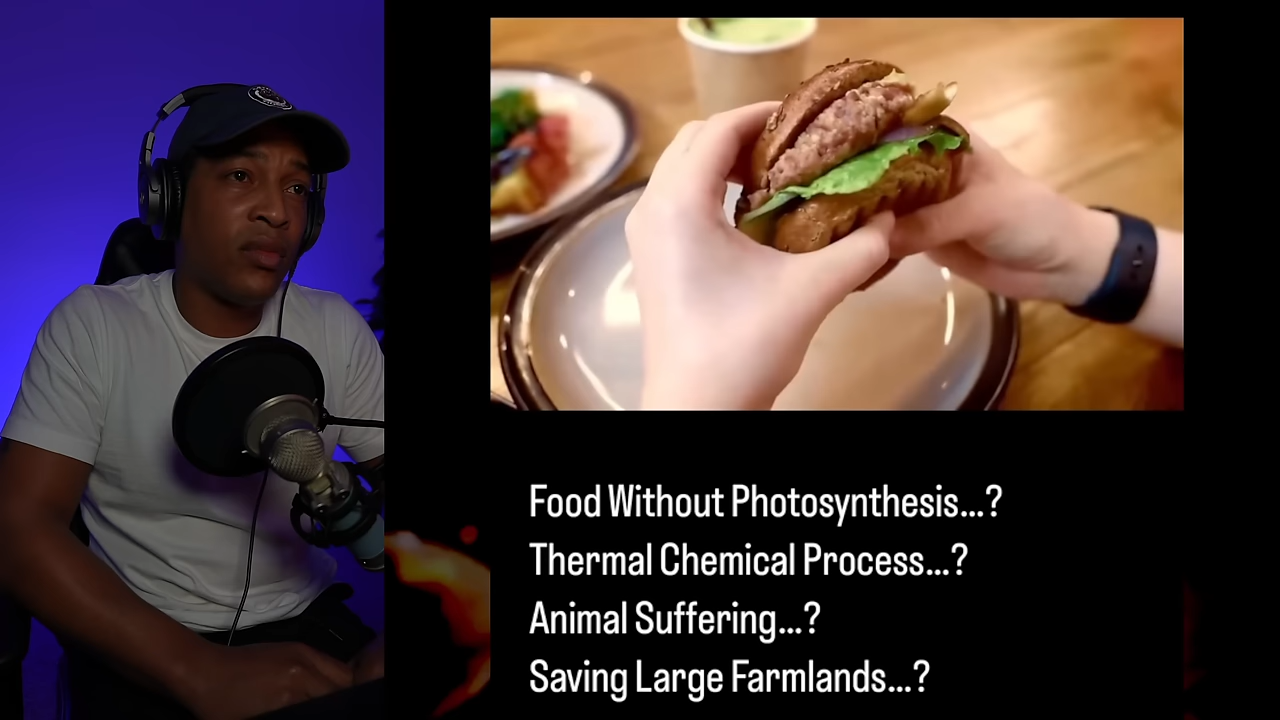 Food Without Photosynthesis...?
Thermal Chemical Process...?
Animal Suffering...?
Saving Large Farmlands...?